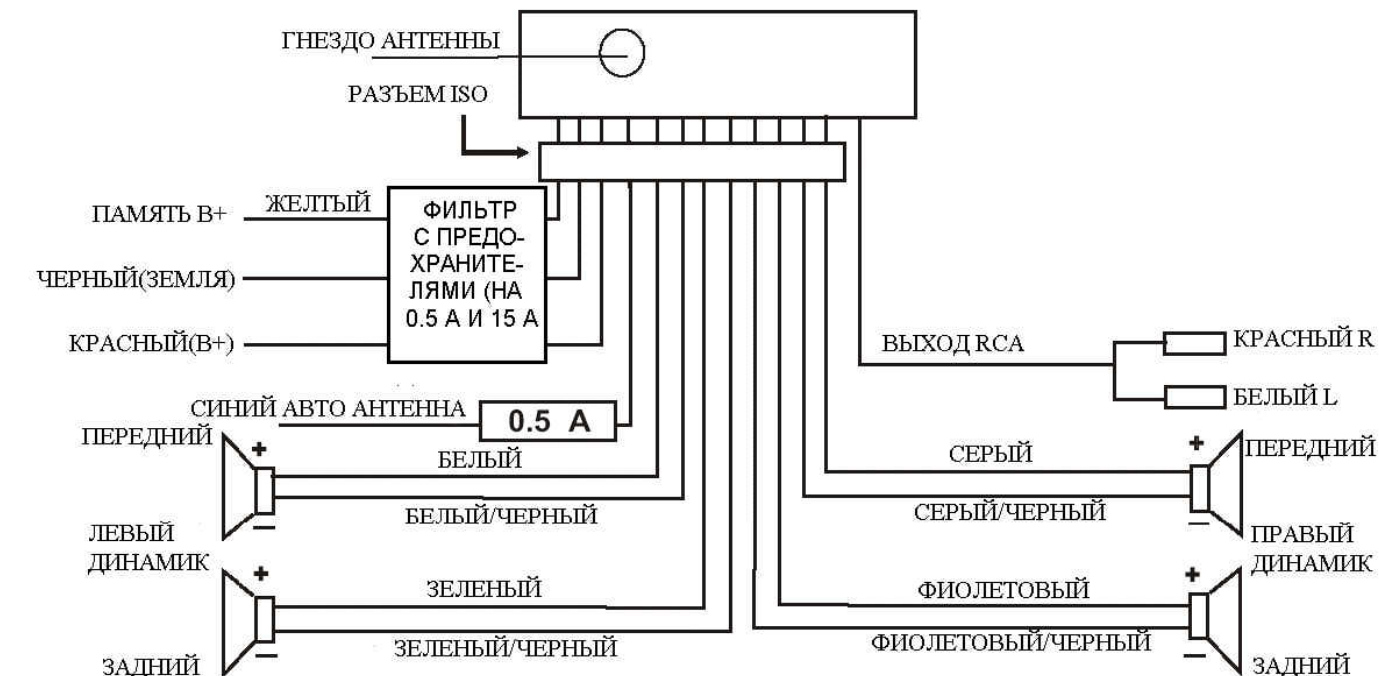 ГНЕЗДО АНТЕННЫ
РАЗЪЕМ ISO
ПАМЯТЬ B+
ЖЕЛТЫЙ
ЧЕРНЫЙ(ЗЕМЛЯ)
КРАСНЫЙ(B+)
ФИЛЬТР
С ПРЕДО-
ХРАНИТЕ-
ЛЯМИ (НА
0.5 А И 15 А
ВЫХОД RCA
КРАСНЫЙ R
БЕЛЫЙ L
СИНИЙ АВТО АНТЕННА
0.5 А
ПЕРЕДНИЙ
+
БЕЛЫЙ
БЕЛЫЙ/ЧЕРНЫЙ
–
ЛЕВЫЙ
ДИНАМИК
+
ЗЕЛЕНЫЙ
ЗЕЛЕНЫЙ/ЧЕРНЫЙ
–
ЗАДНИЙ
СЕРЫЙ
СЕРЫЙ/ЧЕРНЫЙ
+
ПЕРЕДНИЙ
–
ПРАВЫЙ
ДИНАМИК
ФИОЛЕТОВЫЙ
ФИОЛЕТОВЫЙ/ЧЕРНЫЙ
+
–
ЗАДНИЙ